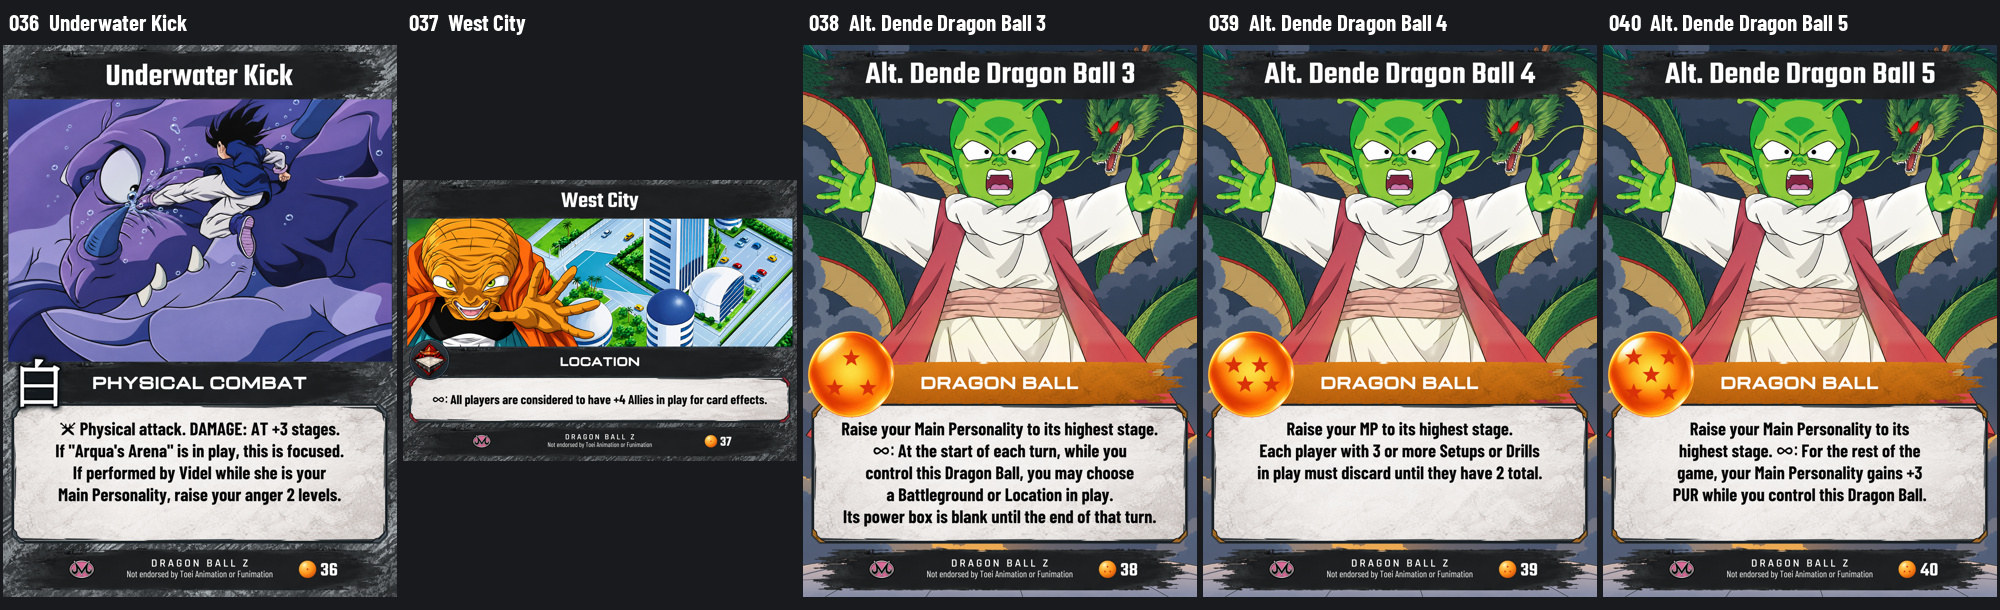 036 Underwater Kick
Underwater Kick
白
PHYSICAL COMBAT
Physical attack. DAMAGE: AT +3 stages.
If "Arqua's Arena" is in play, this is focused.
If performed by Videl while she is your
Main Personality, raise your anger 2 levels.
M
DRAGON BALL Z
Not endorsed by Toei Animation or Funimation
36
037 West City
West City
LOCATION
∞: All players are considered to have +4 Allies in play for card effects.
M
DRAGON BALL Z
Not endorsed by Toei Animation or Funimation
37
038 Alt. Dende Dragon Ball 3
Alt. Dende Dragon Ball 3
DRAGON BALL
Raise your Main Personality to its highest stage.
∞: At the start of each turn, while you
control this Dragon Ball, you may choose
a Battleground or Location in play.
Its power box is blank until the end of that turn.
M
DRAGON BALL Z
Not endorsed by Toei Animation or Funimation
38
039 Alt. Dende Dragon Ball 4
Alt. Dende Dragon Ball 4
DRAGON BALL
Raise your MP to its highest stage.
Each player with 3 or more Setups or Drills
in play must discard until they have 2 total.
M
DRAGON BALL Z
Not endorsed by Toei Animation or Funimation
39
040 Alt. Dende Dragon Ball 5
Alt. Dende Dragon Ball 5
DRAGON BALL
Raise your Main Personality to its
highest stage. ∞: For the rest of the
game, your Main Personality gains +3
PUR while you control this Dragon Ball.
M
DRAGON BALL Z
Not endorsed by Toei Animation or Funimation
40